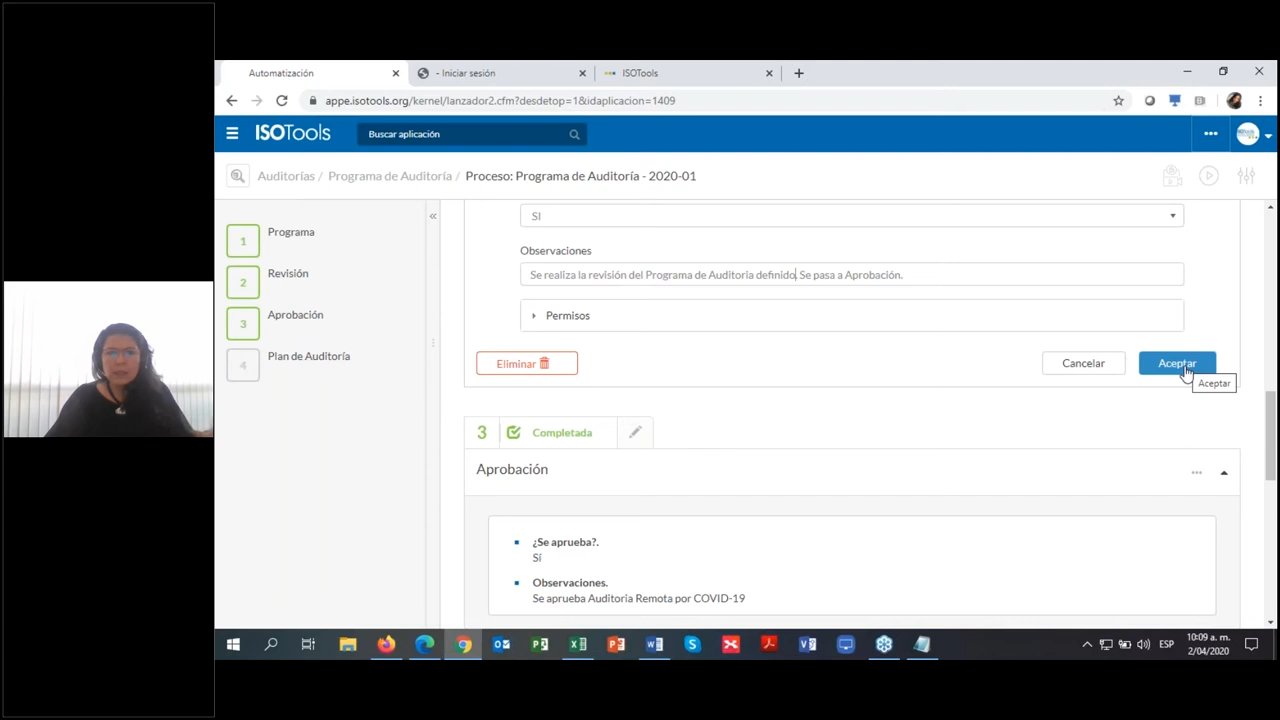 Automatización
- Iniciar sesión
ISOTools
appe.isotools.org/kernel/lanzador2.cfm?desdetop=1&idaplicacion=1409
ISOTools
Buscar aplicación
Auditorías / Programa de Auditoría / Proceso: Programa de Auditoría - 2020-01
1 Programa
2 Revisión
3 Aprobación
4 Plan de Auditoría
SI
Observaciones
Se realiza la revisión del Programa de Auditoria definido. Se pasa a Aprobación.
Permisos
Eliminar
Cancelar
Aceptar
Aceptar
3 Completada
Aprobación
¿Se aprueba?.
Sí
Observaciones.
Se aprueba Auditoría Remota por COVID-19
ESP
10:09 a. m.
2/04/2020